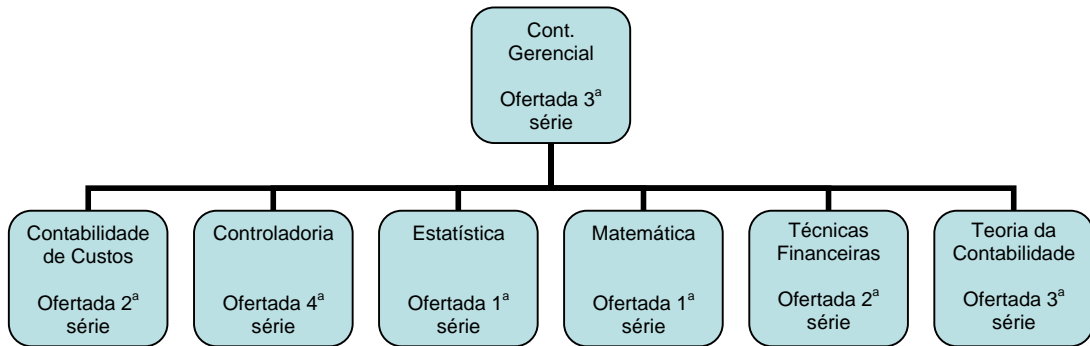 Cont.
Gerencial
Ofertada 3ª
série
Contabilidade
de Custos
Ofertada 2ª
série
Controladoria
Ofertada 4ª
série
Estatística
Ofertada 1ª
série
Matemática
Ofertada 1ª
série
Técnicas
Financeiras
Ofertada 2ª
série
Teoria da
Contabilidade
Ofertada 3ª
série